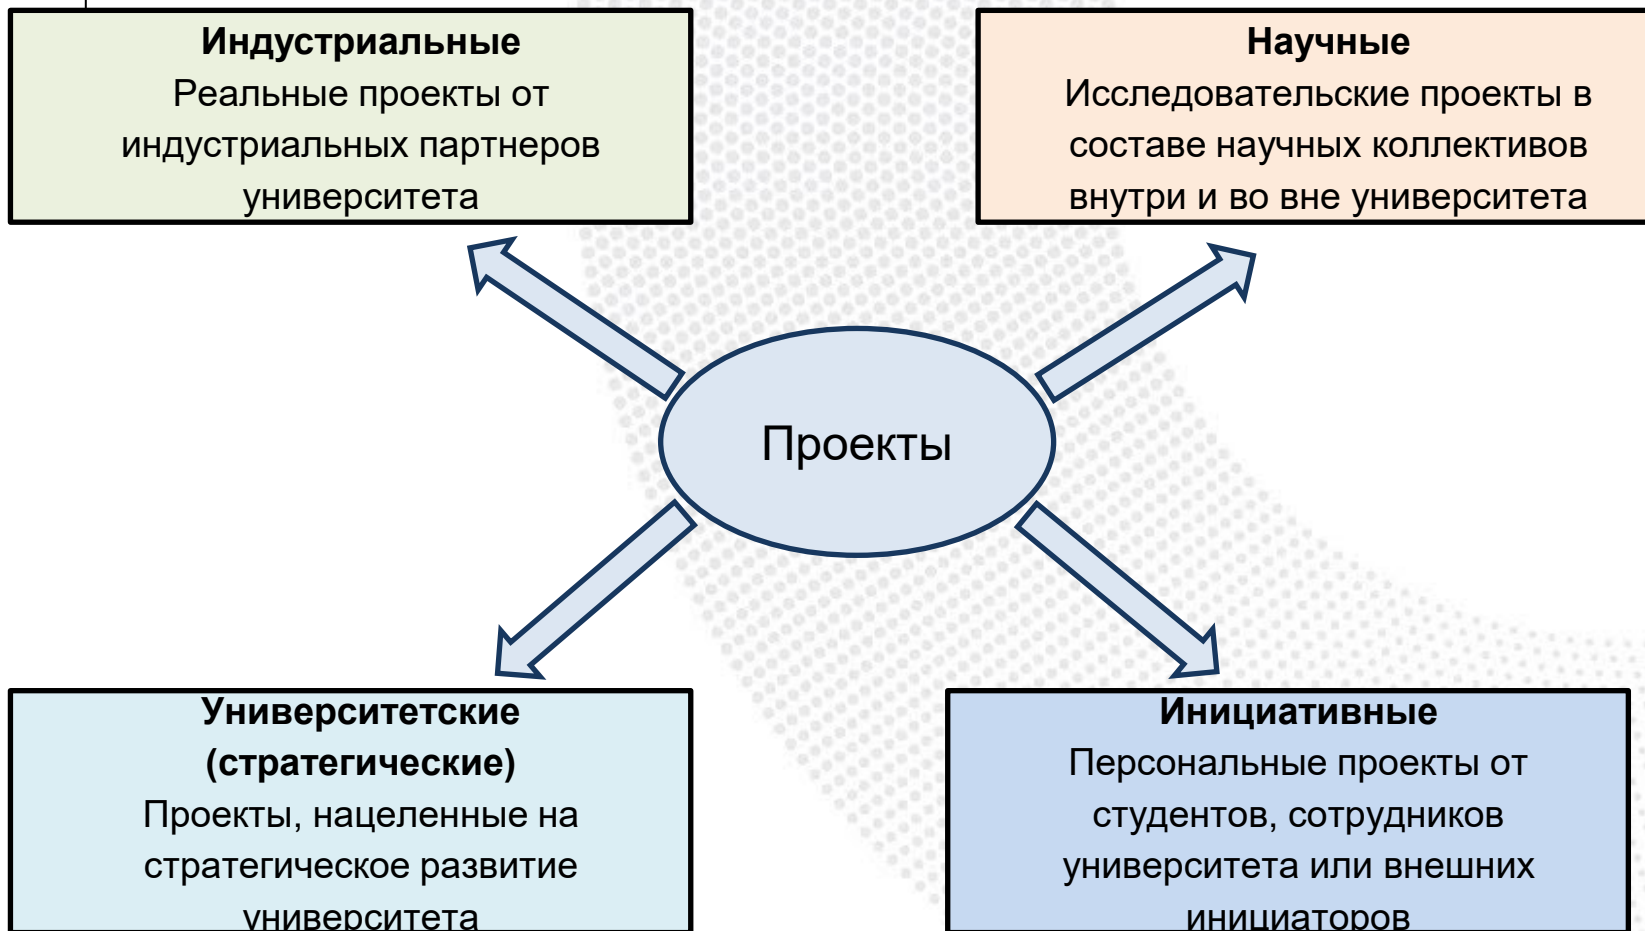 Индустриальные
Реальные проекты от
индустриальных партнеров
университета
Научные
Исследовательские проекты в
составе научных коллективов
внутри и во вне университета
Проекты
Университетские
(стратегические)
Проекты, нацеленные на
стратегическое развитие
университета
Инициативные
Персональные проекты от
студентов, сотрудников
университета или внешних
инициаторов